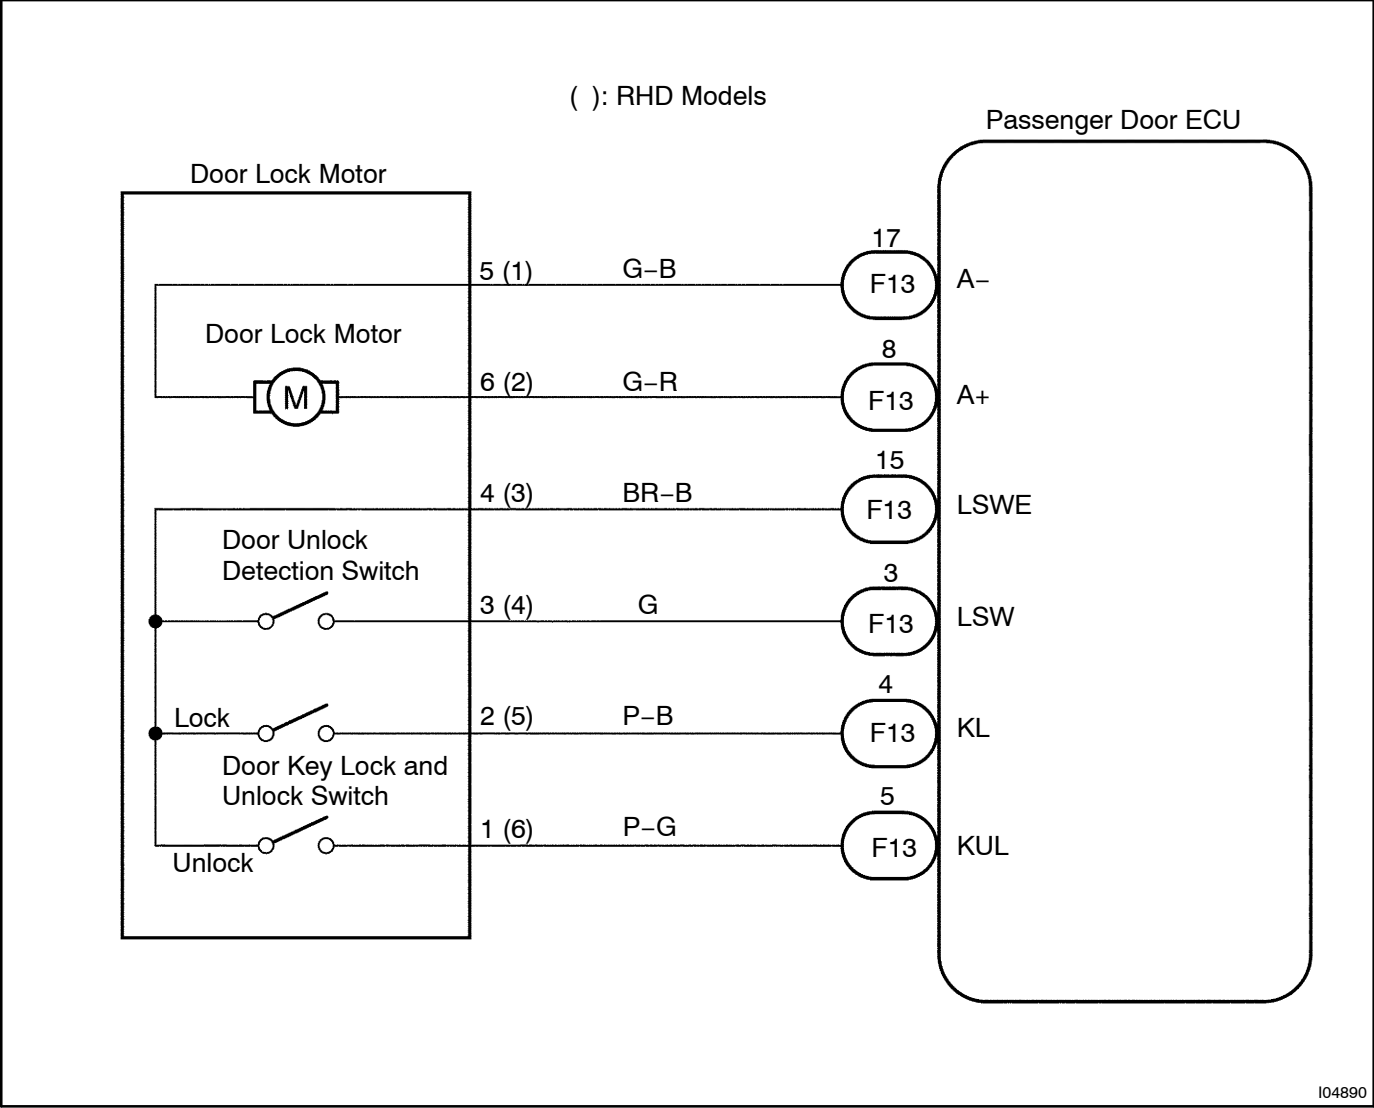 ( ): RHD Models
Passenger Door ECU
Door Lock Motor
17
5 (1) G−B F13 A−
Door Lock Motor
8
M 6 (2) G−R F13 A+
15
4 (3) BR−B F13 LSWE
Door Unlock
Detection Switch
3
3 (4) G F13 LSW
4
Lock 2 (5) P−B F13 KL
Door Key Lock and
Unlock Switch
5
1 (6) P−G F13 KUL
Unlock
I04890